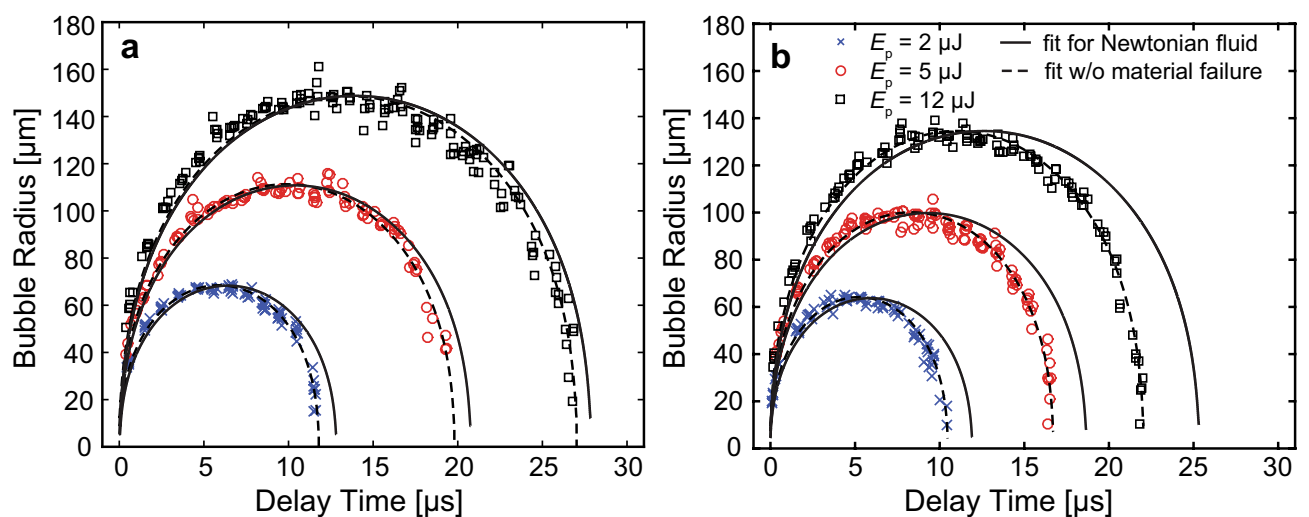 180
160
140
120
100
80
60
40
20
0
Bubble Radius [µm]
a
0 5 10 15 20 25 30
Delay Time [µs]
180
160
140
120
100
80
60
40
20
0
Bubble Radius [µm]
b
Ep = 2 µJ
Ep = 5 µJ
Ep = 12 µJ
fit for Newtonian fluid
fit w/o material failure
0 5 10 15 20 25 30
Delay Time [µs]